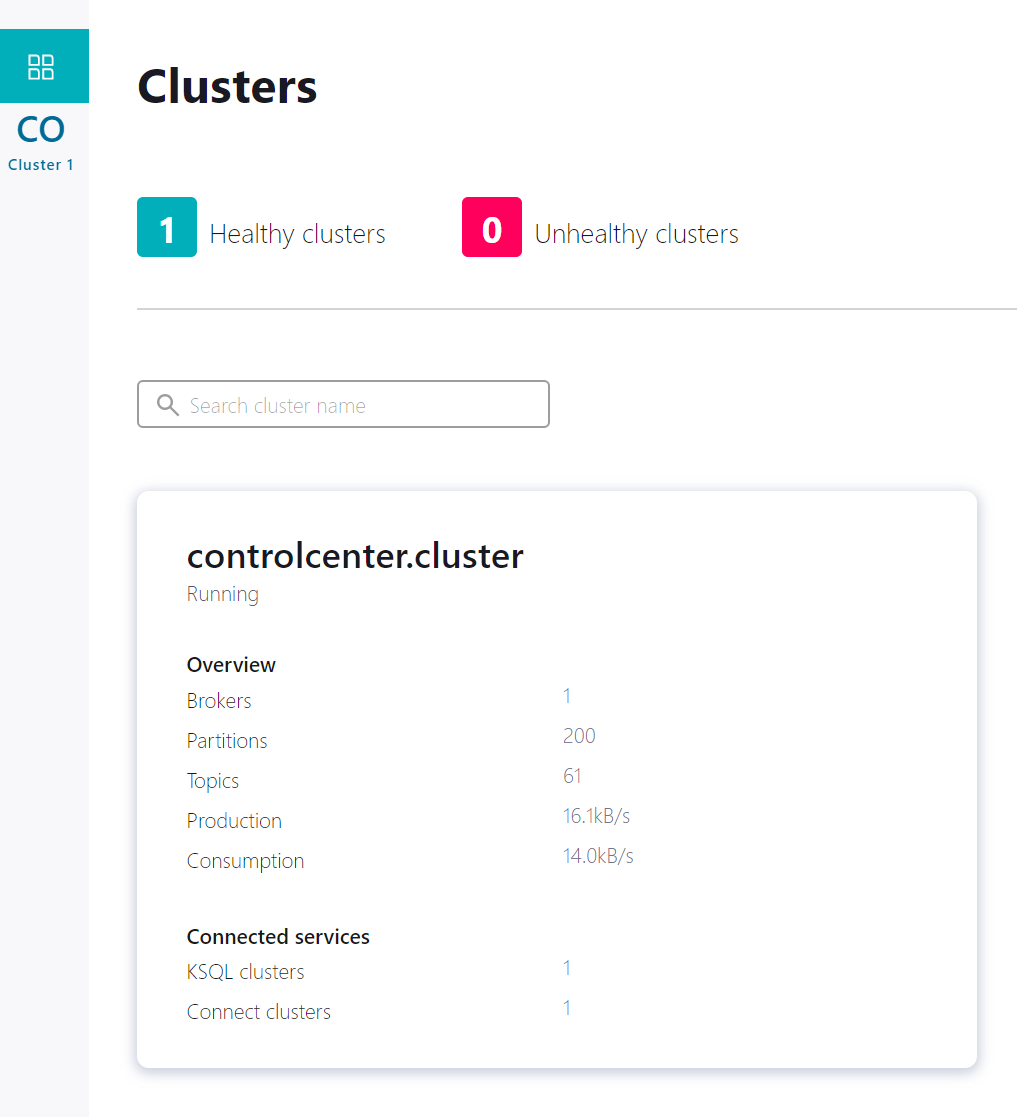 CO
Cluster 1
Clusters
1 Healthy clusters 0 Unhealthy clusters
Search cluster name
controlcenter.cluster
Running
Overview
Brokers 1
Partitions 200
Topics 61
Production 16.1kB/s
Consumption 14.0kB/s
Connected services
KSQL clusters 1
Connect clusters 1